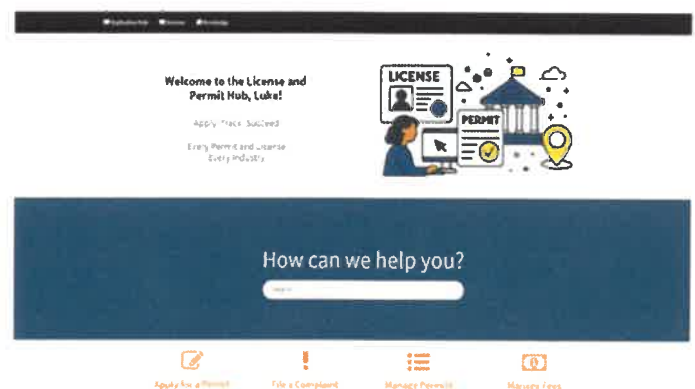 Welcome to the License and
Permit Hub, Luke!
Apply Track Succeed
Every Permit and License
Every Industry
LICENSE
PERMIT
How can we help you?
Apply for a Permit
File a Complaint
Manage Permits
Manage Fees